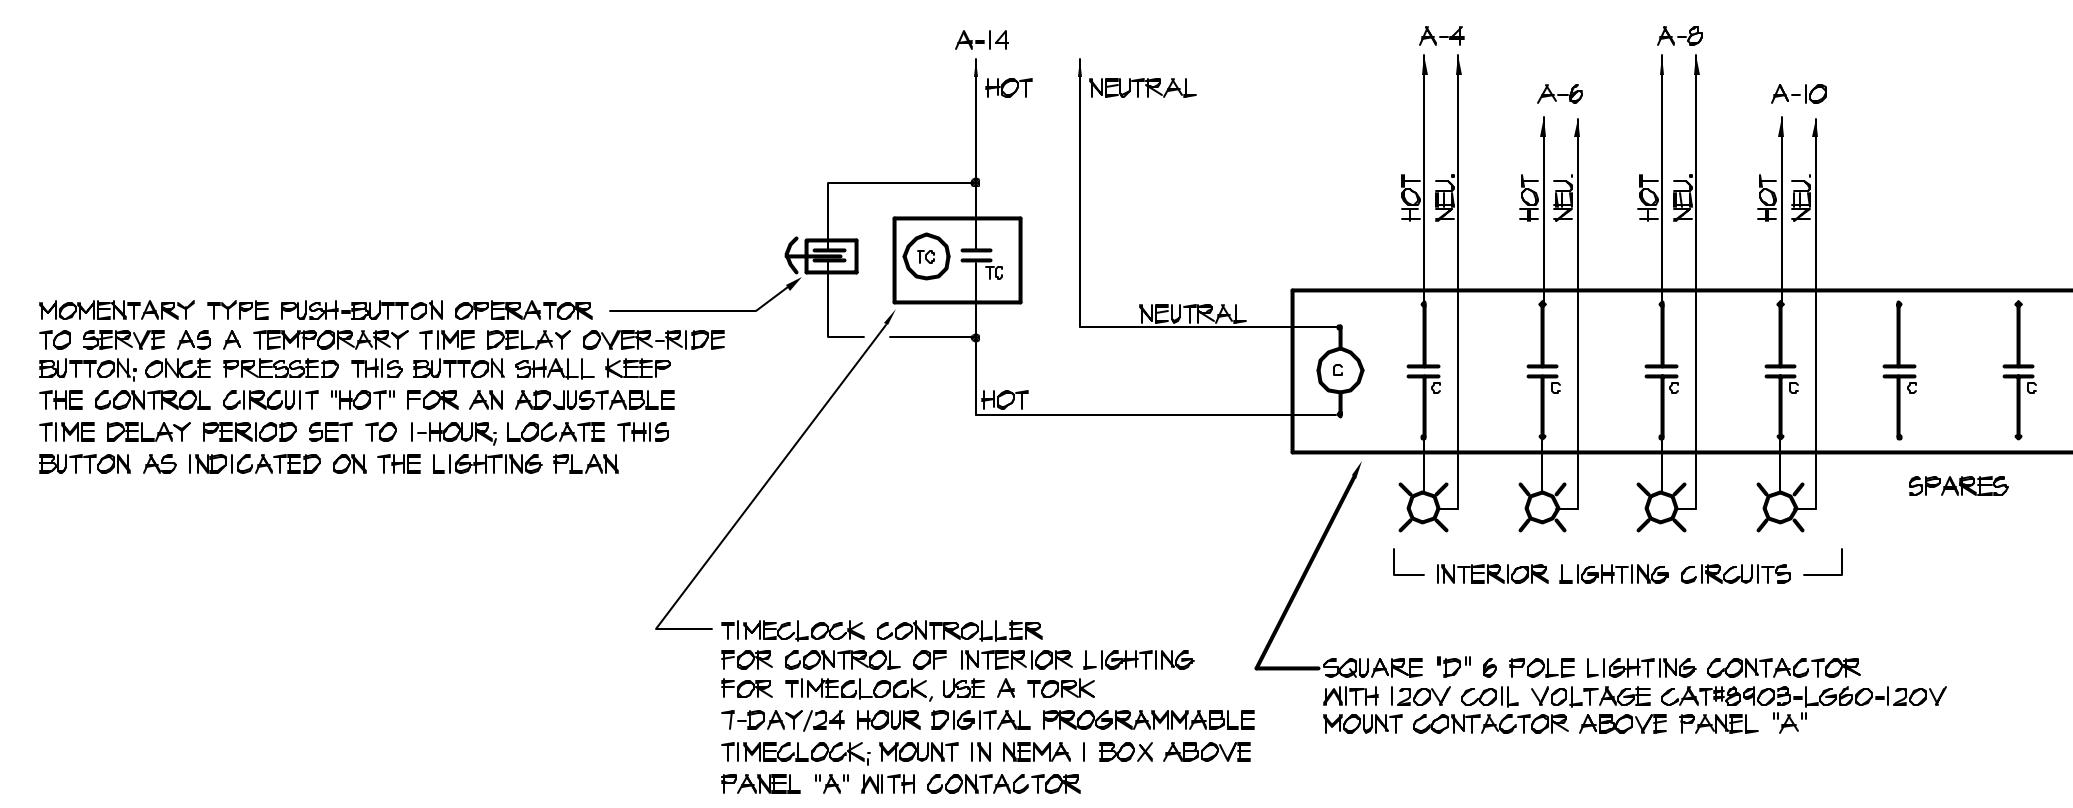 A-14
A-4
A-8
HOT
NEUTRAL
A-6
A-10
HOT
NEU.
HOT
NEU.
HOT
NEU.
HOT
NEU.
TC
TC
MOMENTARY TYPE PUSH-BUTTON OPERATOR
TO SERVE AS A TEMPORARY TIME DELAY OVER-RIDE
BUTTON; ONCE PRESSED THIS BUTTON SHALL KEEP
THE CONTROL CIRCUIT "HOT" FOR AN ADJUSTABLE
TIME DELAY PERIOD SET TO 1-HOUR; LOCATE THIS
BUTTON AS INDICATED ON THE LIGHTING PLAN
NEUTRAL
HOT
C
C
C
C
C
C
C
SPARES
INTERIOR LIGHTING CIRCUITS
TIMECLOCK CONTROLLER
FOR CONTROL OF INTERIOR LIGHTING
FOR TIMECLOCK, USE A TORK
7-DAY/24 HOUR DIGITAL PROGRAMMABLE
TIMECLOCK; MOUNT IN NEMA 1 BOX ABOVE
PANEL "A" WITH CONTACTOR
SQUARE "D" 6 POLE LIGHTING CONTACTOR
WITH 120V COIL VOLTAGE CAT#8903-LG60-120V
MOUNT CONTACTOR ABOVE PANEL "A"